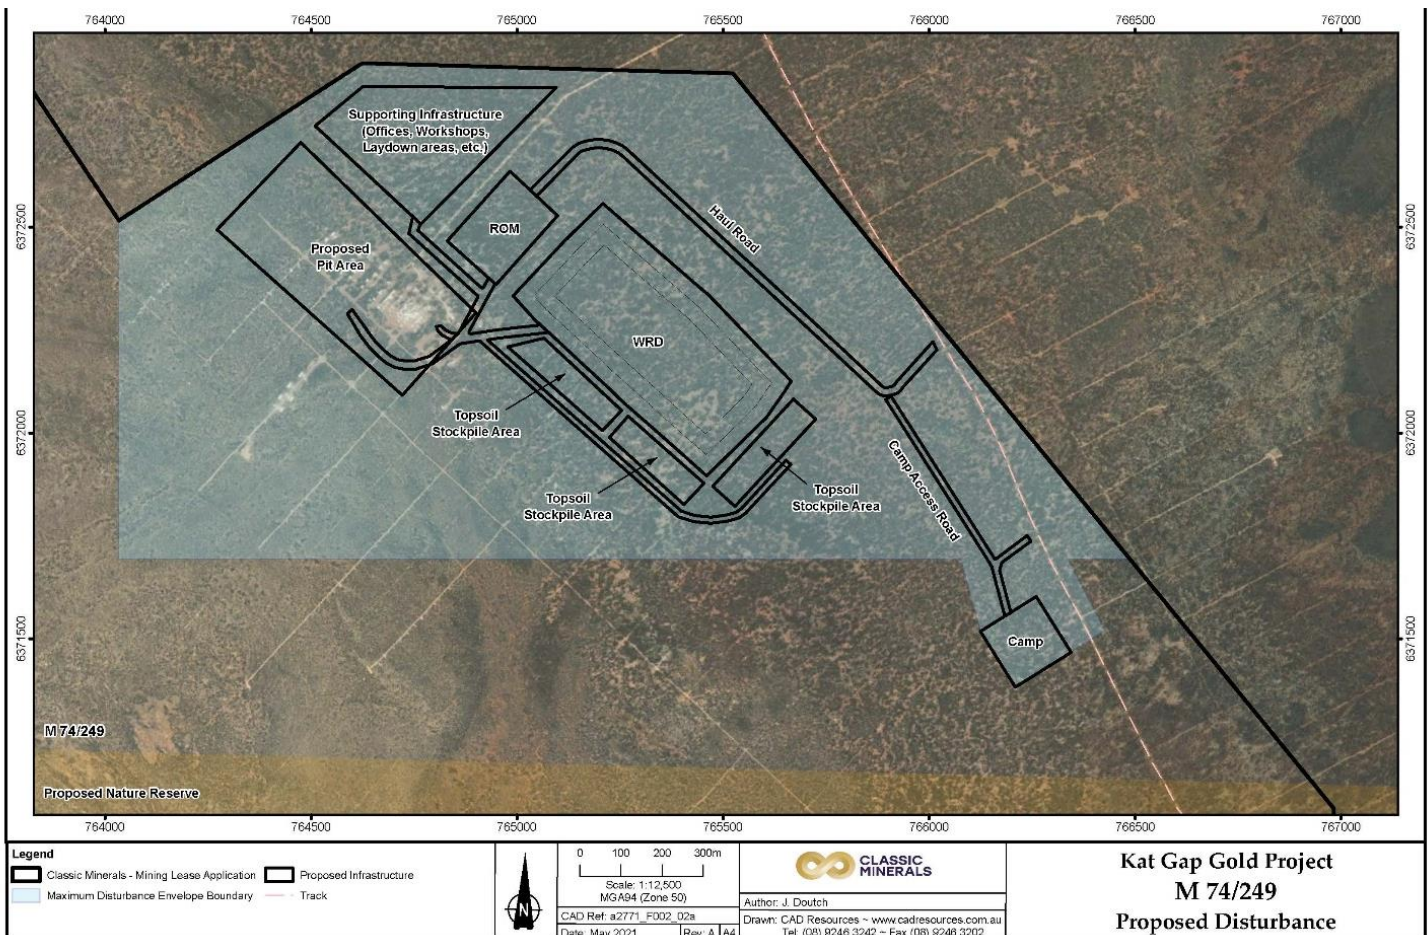 764000 764500 765000 765500 766000 766500 767000
Supporting Infrastructure
(Offices, Workshops,
Laydown areas, etc.)
6372500
6372500
ROM
Haul Road
Proposed
Pit Area
WRD
Topsoil
Stockpile Area
6372000
6372000
Camp Access Road
Topsoil
Stockpile Area
Topsoil
Stockpile Area
6371500
6371500
Camp
M 74/249
Proposed Nature Reserve
764000 764500 765000 765500 766000 766500 767000
Legend
Classic Minerals - Mining Lease Application
Proposed Infrastructure
Maximum Disturbance Envelope Boundary
Track
N
0 100 200 300m
Scale: 1:12,500
MGA94 (Zone 50)
CAD Ref: a2771_F002_02a
Date: May 2021 Rev: A A4
CLASSIC
MINERALS
Author: J. Doutch
Drawn: CAD Resources ~ www.cadresources.com.au
Tel: (08) 9246 3242 ~ Fax (08) 9246 3202
Kat Gap Gold Project
M 74/249
Proposed Disturbance